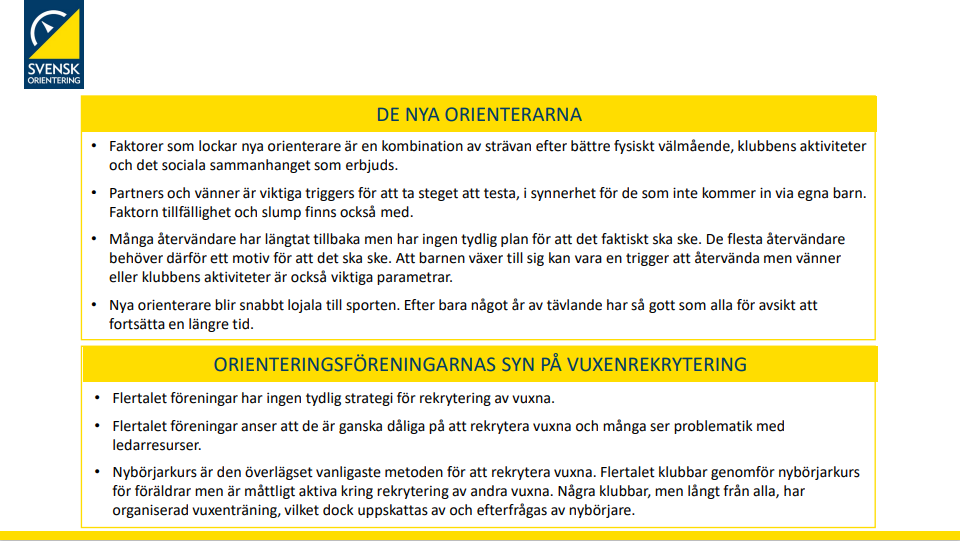 SVENSK
ORIENTERING
DE NYA ORIENTERARNA
• Faktorer som lockar nya orienterare är en kombination av strävan efter bättre fysiskt välmående, klubbens aktiviteter
och det sociala sammanhanget som erbjuds.
• Partners och vänner är viktiga triggers för att ta steget att testa, i synnerhet för de som inte kommer in via egna barn.
Faktorn tillfällighet och slump finns också med.
• Många återvändare har längtat tillbaka men har ingen tydlig plan för att det faktiskt ska ske. De flesta återvändare
behöver därför ett motiv för att det ska ske. Att barnen växer till sig kan vara en trigger att återvända men vänner
eller klubbens aktiviteter är också viktiga parametrar.
• Nya orienterare blir snabbt lojala till sporten. Efter bara något år av tävlande har så gott som alla för avsikt att
fortsätta en längre tid.
ORIENTERINGSFÖRENINGARNAS SYN PÅ VUXENREKRYTERING
• Flertalet föreningar har ingen tydlig strategi för rekrytering av vuxna.
• Flertalet föreningar anser att de är ganska dåliga på att rekrytera vuxna och många ser problematik med
ledarresurser.
• Nybörjarkurs är den överlägset vanligaste metoden för att rekrytera vuxna. Flertalet klubbar genomför nybörjarkurs
för föräldrar men är måttligt aktiva kring rekrytering av andra vuxna. Några klubbar, men långt från alla, har
organiserad vuxenträning, vilket dock uppskattas av och efterfrågas av nybörjare.